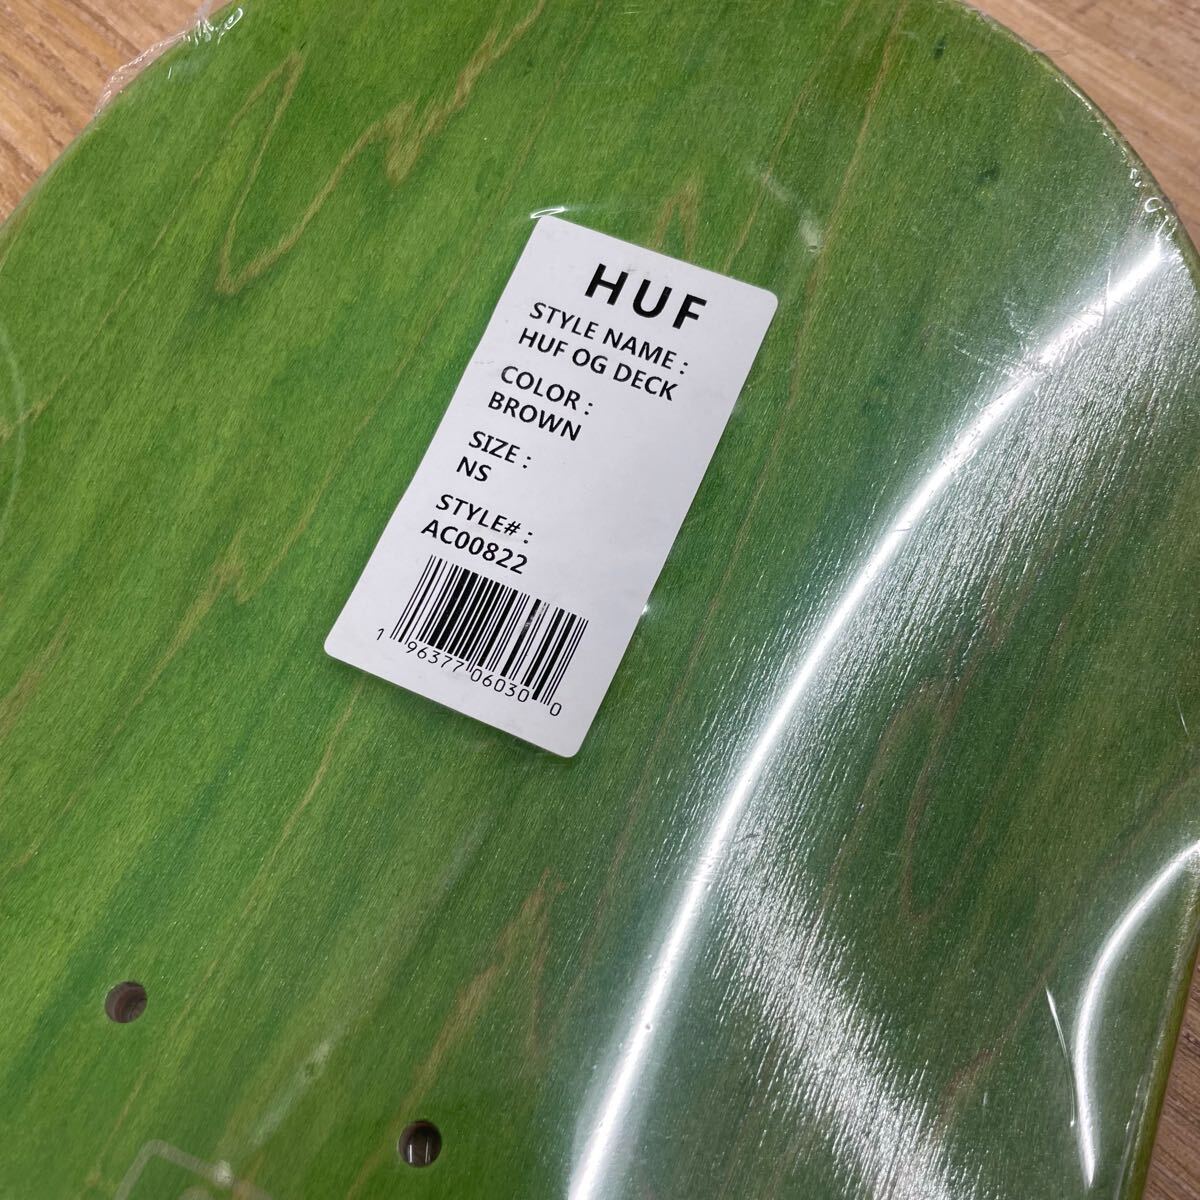 HUF
STYLE NAME :
HUF OG DECK
COLOR :
BROWN
SIZE :
NS
STYLE# :
AC00822
1 96377 06030 0